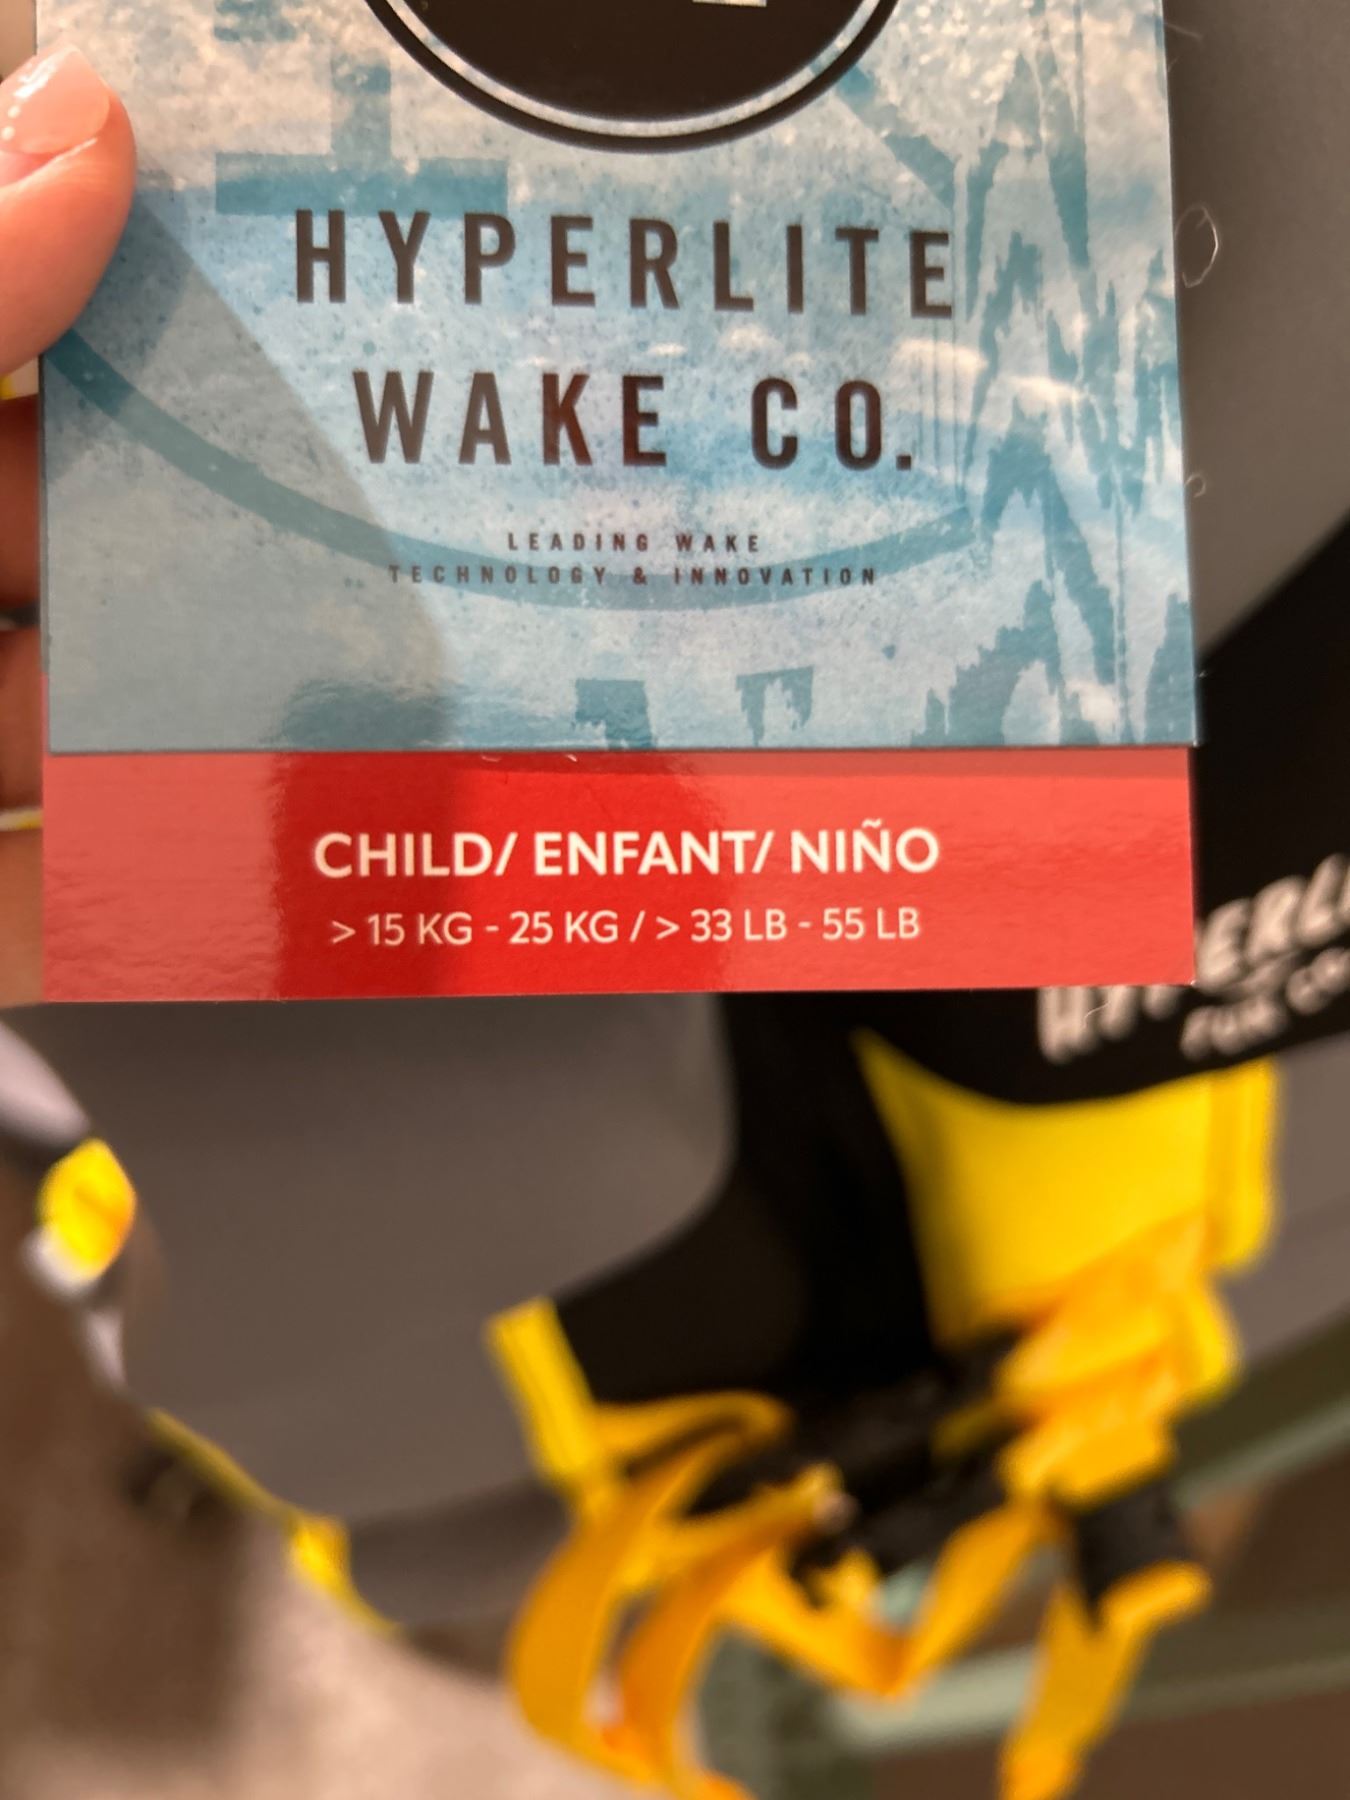 HYPERLITE
WAKE CO.
LEADING WAKE
TECHNOLOGY & INNOVATION
CHILD/ ENFANT/ NIÑO
> 15 KG - 25 KG / > 33 LB - 55 LB